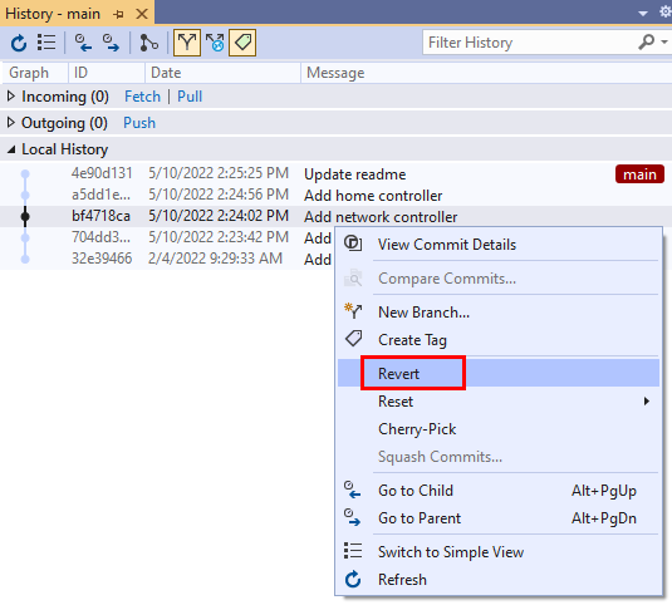 History - main
Filter History
Graph ID Date Message
Incoming (0) Fetch | Pull
Outgoing (0) Push
Local History
4e90d131 5/10/2022 2:25:25 PM Update readme main
a5dd1e... 5/10/2022 2:24:56 PM Add home controller
bf4718ca 5/10/2022 2:24:02 PM Add network controller
704dd3... 5/10/2022 2:23:42 PM Add
32e39466 2/4/2022 9:29:33 AM Add
View Commit Details
Compare Commits...
New Branch...
Create Tag
Revert
Reset
Cherry-Pick
Squash Commits...
Go to Child Alt+PgUp
Go to Parent Alt+PgDn
Switch to Simple View
Refresh